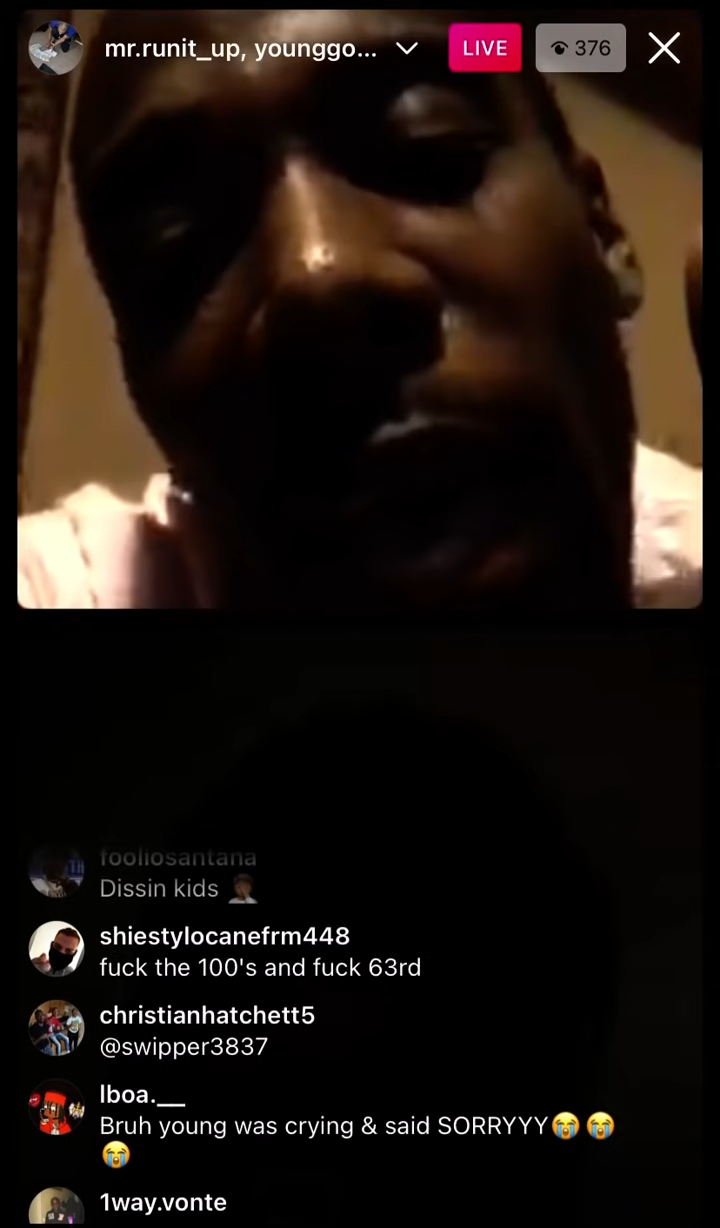 mr.runit_up, younggo...
LIVE
376
fooliosantana
Dissin kids 🤦🏽‍♂️
shiestylocanefrm448
fuck the 100's and fuck 63rd
christianhatchett5
@swipper3837
lboa.__
Bruh young was crying & said SORRYYY😭😭
😭
1way.vonte